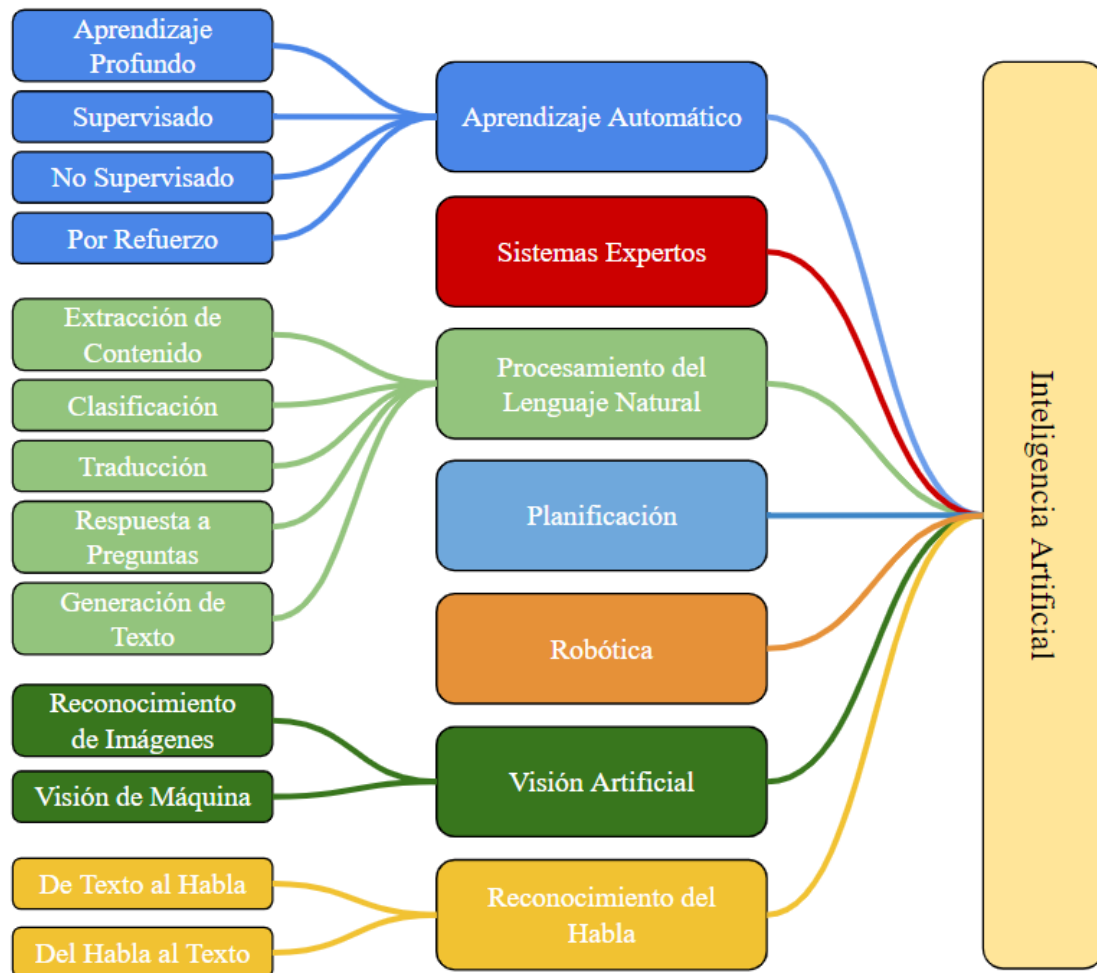 Aprendizaje
Profundo
Supervisado
No Supervisado
Por Refuerzo
Extracción de
Contenido
Clasificación
Traducción
Respuesta a
Preguntas
Generación de
Texto
Reconocimiento
de Imágenes
Visión de Máquina
De Texto al Habla
Del Habla al Texto
Aprendizaje Automático
Sistemas Expertos
Procesamiento del
Lenguaje Natural
Planificación
Robótica
Visión Artificial
Reconocimiento del
Habla
Inteligencia Artificial